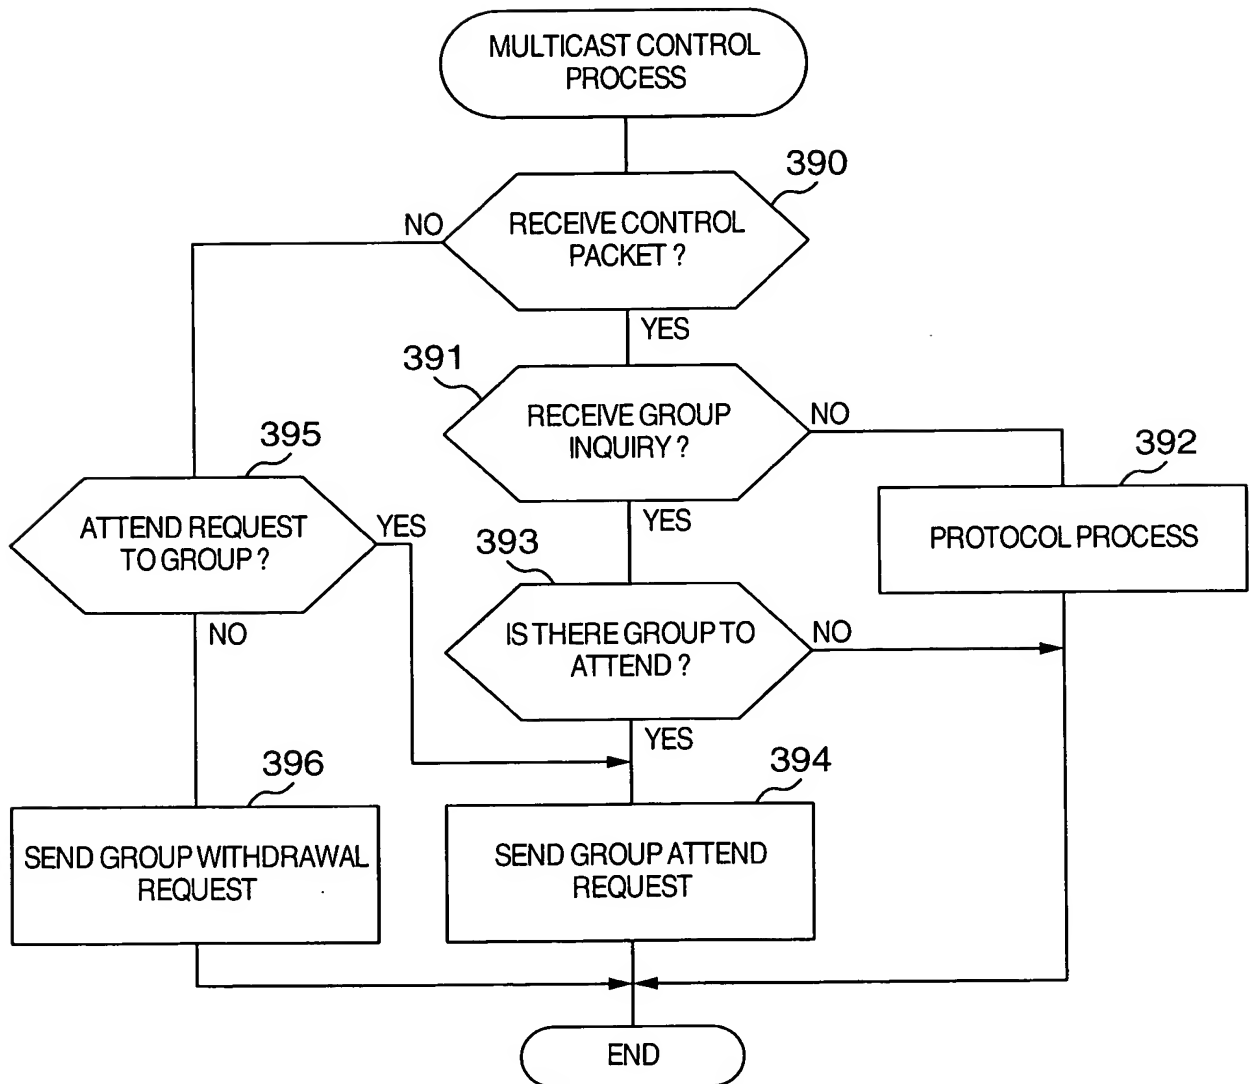 MULTICAST CONTROL
PROCESS
390
NO
RECEIVE CONTROL
PACKET ?
YES
391
RECEIVE GROUP
INQUIRY ?
NO
392
PROTOCOL PROCESS
395
ATTEND REQUEST
TO GROUP ?
YES
YES
393
NO
IS THERE GROUP TO
ATTEND ?
NO
YES
396
394
SEND GROUP WITHDRAWAL
REQUEST
SEND GROUP ATTEND
REQUEST
END